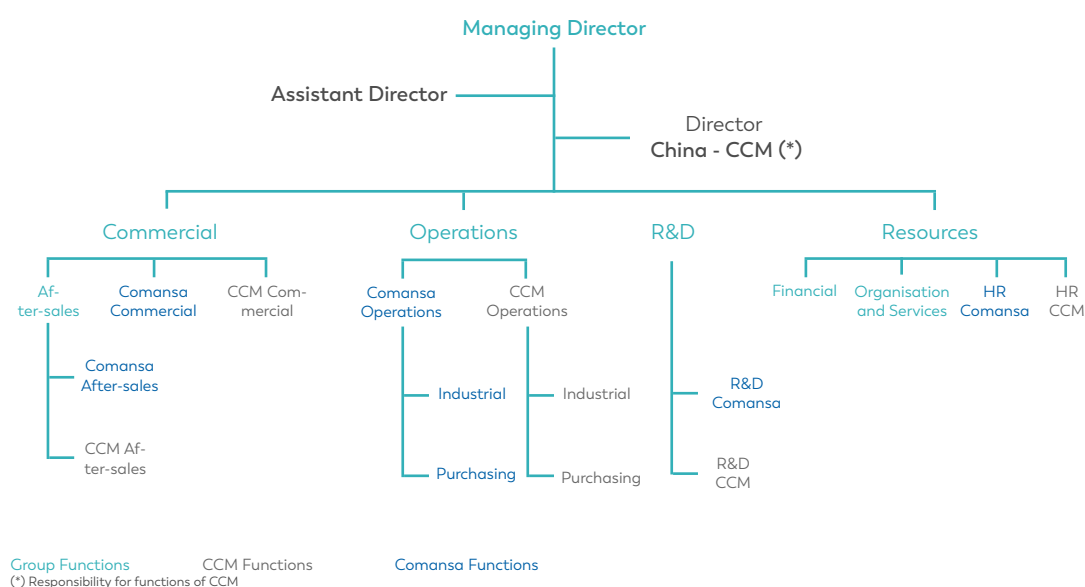 Managing Director
Assistant Director
Director
China - CCM (*)
Commercial
Operations
R&D
Resources
Af-
ter-sales
Comansa
Commercial
CCM Com-
mercial
Comansa
Operations
CCM
Operations
Financial
Organisation
and Services
HR
Comansa
HR
CCM
Comansa
After-sales
CCM Af-
ter-sales
Industrial
Purchasing
Industrial
Purchasing
R&D
Comansa
R&D
CCM
Group Functions
CCM Functions
Comansa Functions
(*) Responsibility for functions of CCM